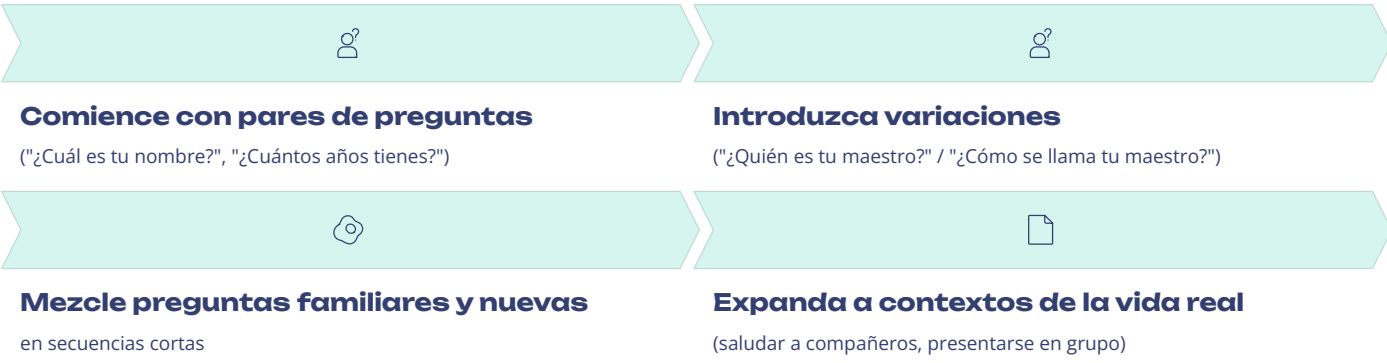 Comience con pares de preguntas
("¿Cuál es tu nombre?", "¿Cuántos años tienes?")
Introduzca variaciones
("¿Quién es tu maestro?" / "¿Cómo se llama tu maestro?")
Mezcle preguntas familiares y nuevas
en secuencias cortas
Expanda a contextos de la vida real
(saludar a compañeros, presentarse en grupo)